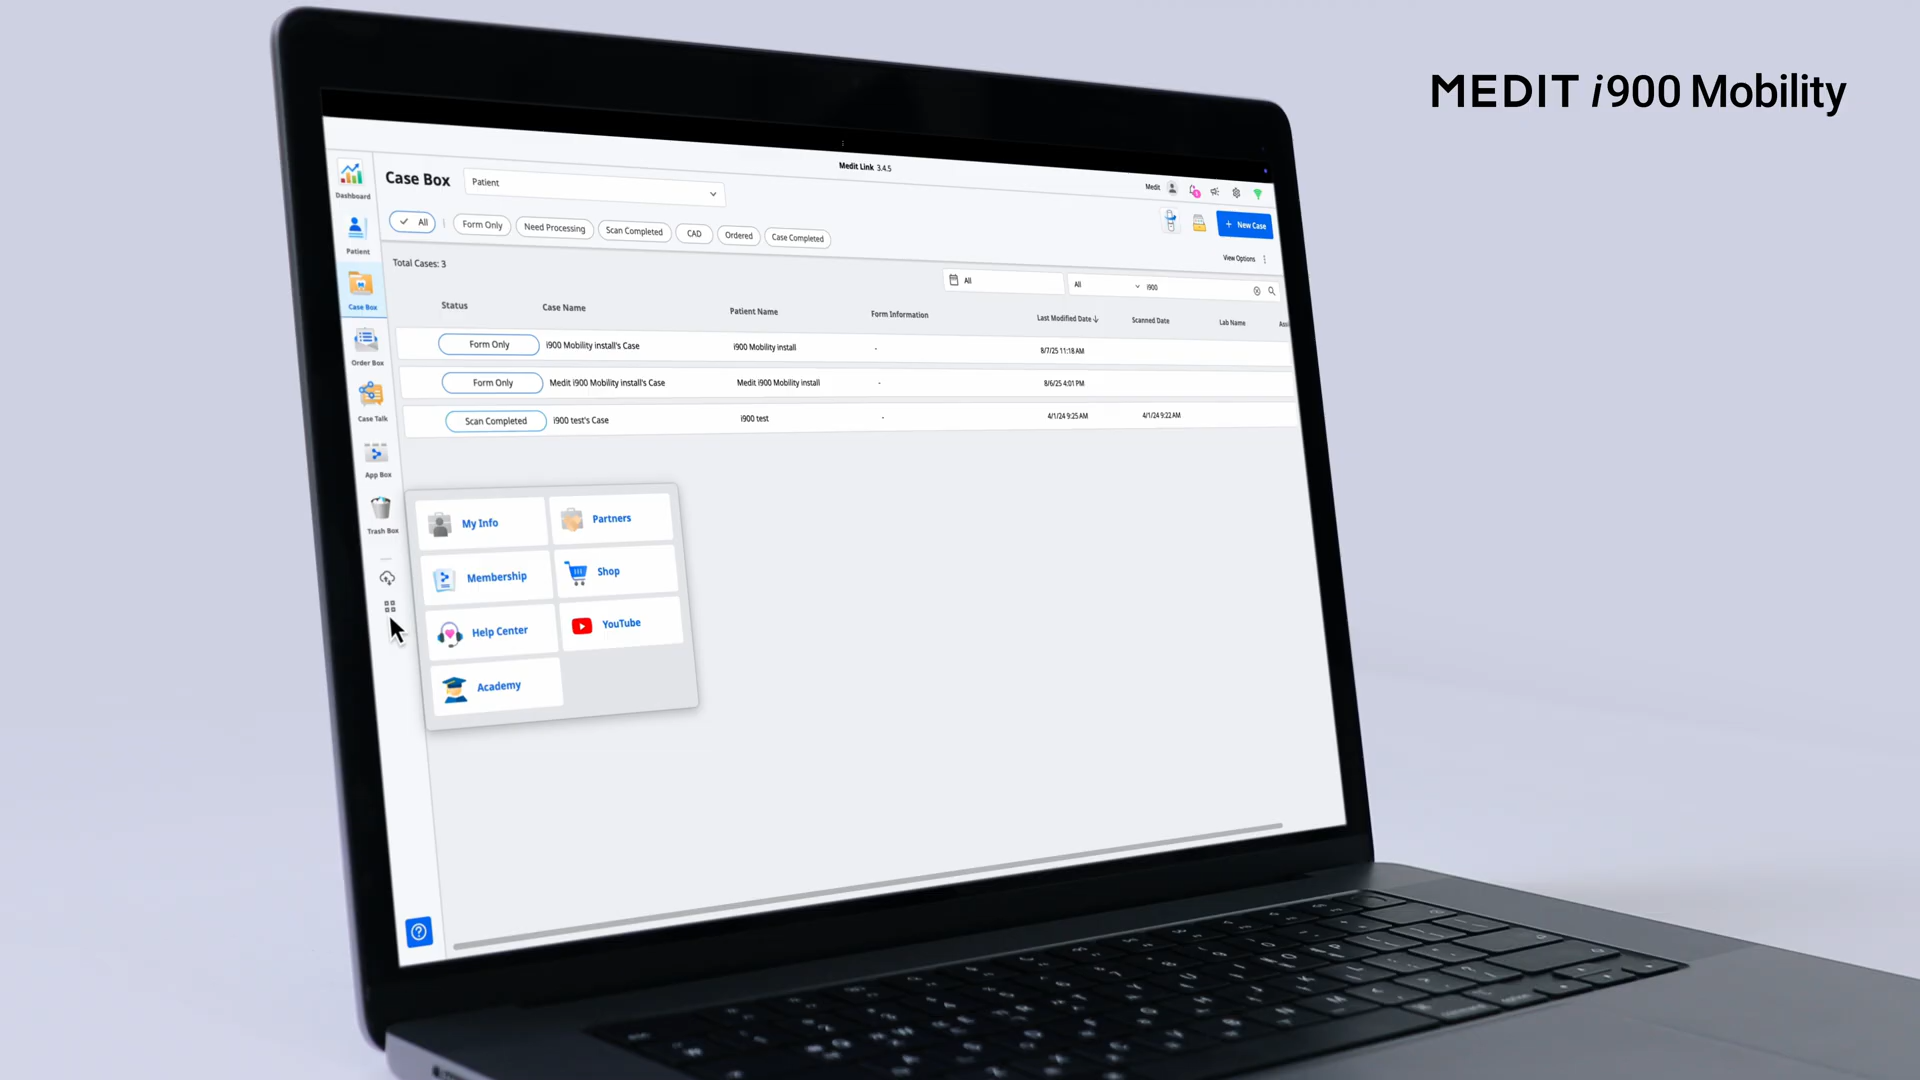 MEDIT i900 Mobility
Medit Link 3.4.5
Medit
Dashboard
Patient
Case Box
Order Box
Case Talk
App Box
Trash Box
Case Box
Patient
New Case
All
Form Only
Need Processing
Scan Completed
CAD
Ordered
Case Completed
View Options
Total Cases: 3
All
All
i900
Status
Case Name
Patient Name
Form Information
Last Modified Date
Scanned Date
Lab Name
Form Only
i900 Mobility install's Case
i900 Mobility install
-
8/7/25 11:18 AM
Form Only
Medit i900 Mobility install's Case
Medit i900 Mobility install
-
8/6/25 4:01 PM
Scan Completed
i900 test's Case
i900 test
-
4/1/24 9:25 AM
4/1/24 9:22 AM
My Info
Partners
Membership
Shop
Help Center
YouTube
Academy